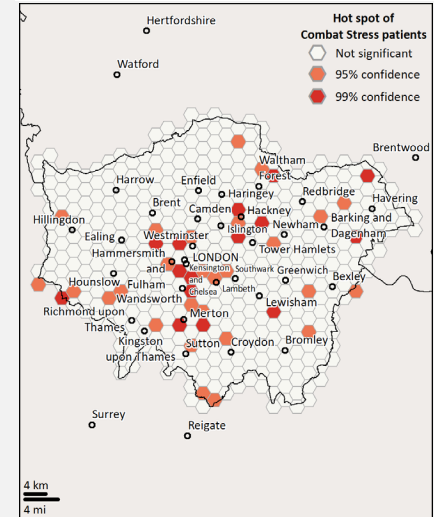 Hot spot of
Combat Stress patients
Not significant
95% confidence
99% confidence
Hertfordshire
Watford
Brentwood
Waltham
Forest
Harrow
Enfield
Haringey
Redbridge
Havering
Brent
Camden
Hackney
Barking and
Dagenham
Hillingdon
Ealing
Westminster
Islington
Newham
Tower Hamlets
Hammersmith
and
Fulham
LONDON
Kensington
and
Chelsea
Southwark
Greenwich
Bexley
Hounslow
Lambeth
Wandsworth
Lewisham
Richmond upon
Thames
Merton
Kingston
upon Thames
Sutton
Croydon
Bromley
Surrey
Reigate
4 km
4 mi